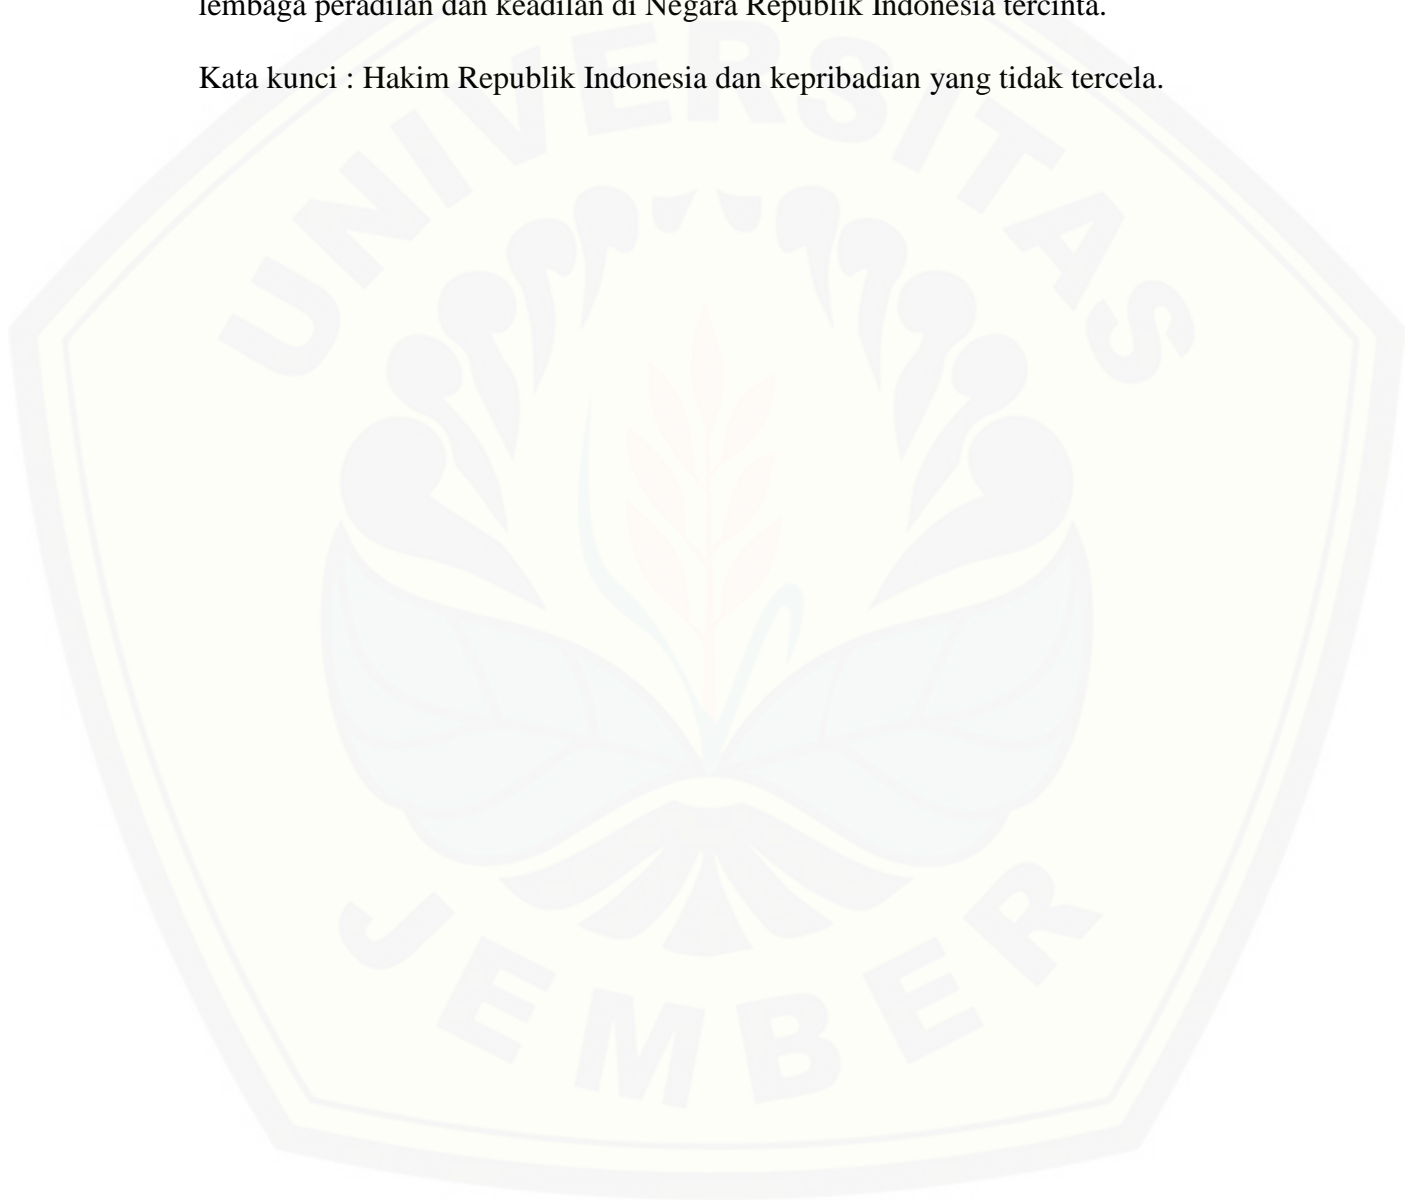 lembaga peradilan dan keadilan di Negara Republik Indonesia tercinta.
Kata kunci : Hakim Republik Indonesia dan kepribadian yang tidak tercela.
UNIVERSITAS
JEMBER